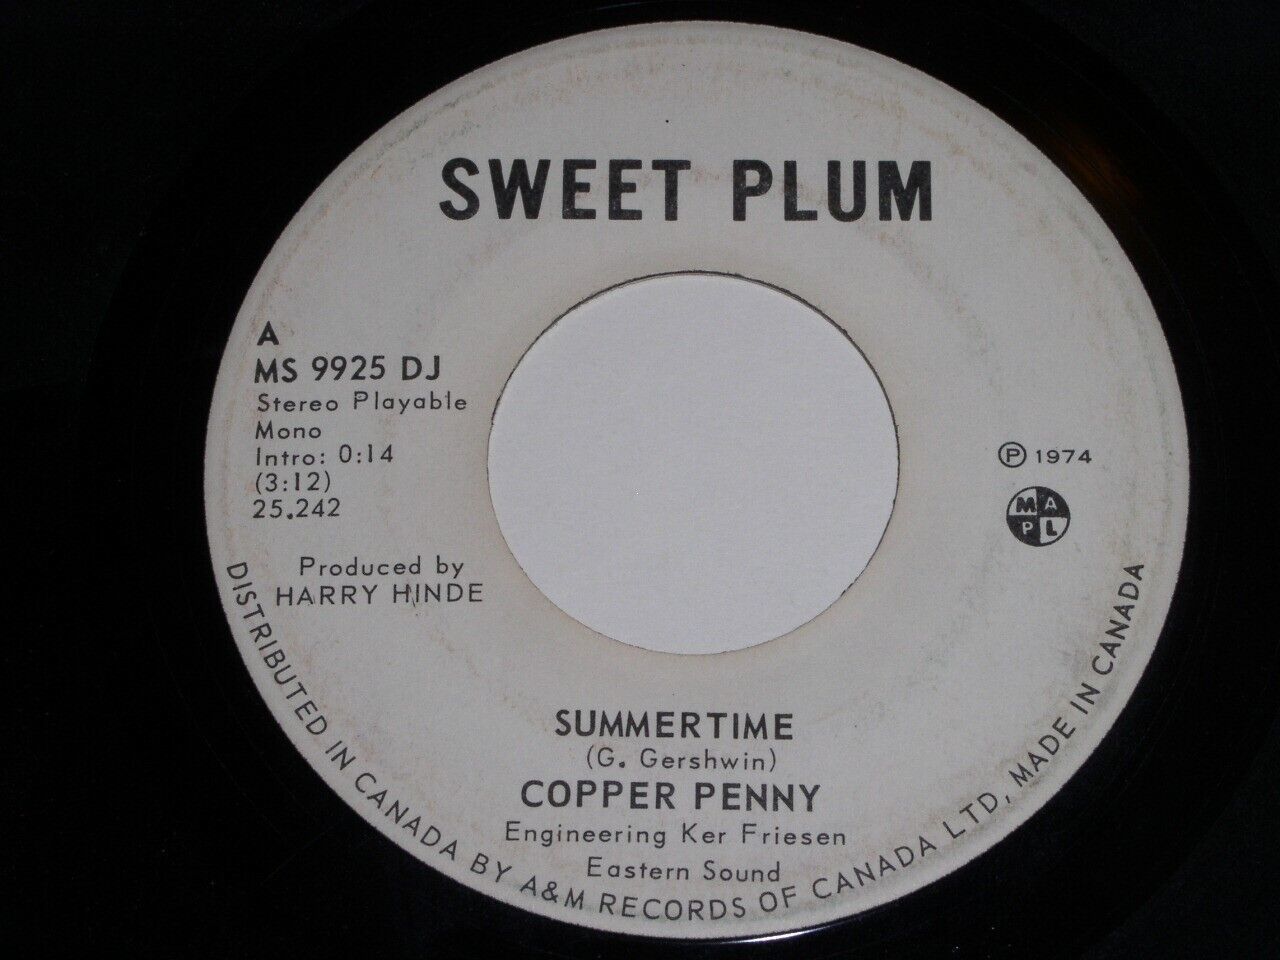 SWEET PLUM
A
MS 9925 DJ
Stereo Playable
Mono
Intro: 0:14
(3:12)
25.242
Produced by
HARRY HINDE
℗ 1974
M A
P L
SUMMERTIME
(G. Gershwin)
COPPER PENNY
Engineering Ker Friesen
Eastern Sound
DISTRIBUTED IN CANADA BY A&M RECORDS OF CANADA LTD, MADE IN CANADA